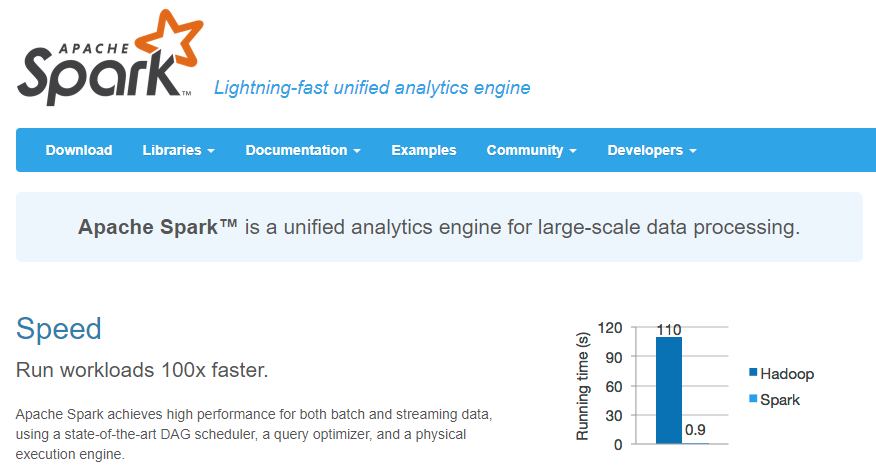 APACHE
Spark™
Lightning-fast unified analytics engine
Download Libraries Documentation Examples Community Developers
Apache Spark™ is a unified analytics engine for large-scale data processing.
Speed
Run workloads 100x faster.
Apache Spark achieves high performance for both batch and streaming data,
using a state-of-the-art DAG scheduler, a query optimizer, and a physical
execution engine.
Running time (s)
120
90
60
30
0
110
0.9
Hadoop
Spark